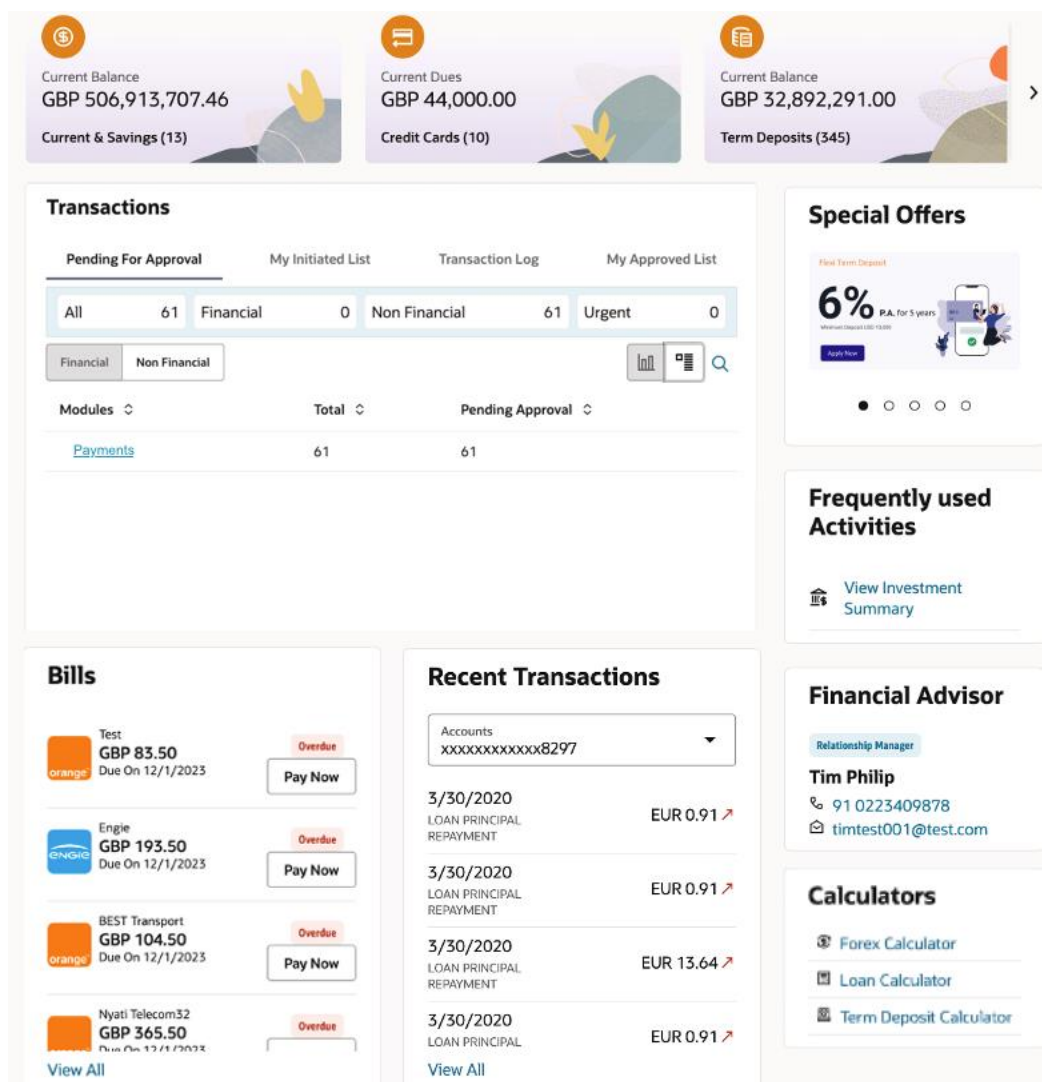 Current Balance
GBP 506,913,707.46
Current & Savings (13)
Current Dues
GBP 44,000.00
Credit Cards (10)
Current Balance
GBP 32,892,291.00
Term Deposits (345)
Transactions
Pending For Approval My Initiated List Transaction Log My Approved List
All 61 Financial 0 Non Financial 61 Urgent 0
Financial Non Financial
Modules Total Pending Approval
Payments 61 61
Special Offers
Flexi Term Deposit
6% P.A. for 5 years
Apply Now
Frequently used
Activities
View Investment
Summary
Bills
Test
orange GBP 83.50 Overdue
Due On 12/1/2023 Pay Now
Engie
ENGIE GBP 193.50 Overdue
Due On 12/1/2023 Pay Now
BEST Transport
orange GBP 104.50 Overdue
Due On 12/1/2023 Pay Now
Nyati Telecom32
orange GBP 365.50 Overdue
Due On 12/1/2023
View All
Recent Transactions
Accounts
xxxxxxxxxxxx8297
3/30/2020
LOAN PRINCIPAL EUR 0.91
REPAYMENT
3/30/2020
LOAN PRINCIPAL EUR 0.91
REPAYMENT
3/30/2020
LOAN PRINCIPAL EUR 13.64
REPAYMENT
3/30/2020
LOAN PRINCIPAL EUR 0.91
View All
Financial Advisor
Relationship Manager
Tim Philip
91 0223409878
timtest001@test.com
Calculators
Forex Calculator
Loan Calculator
Term Deposit Calculator